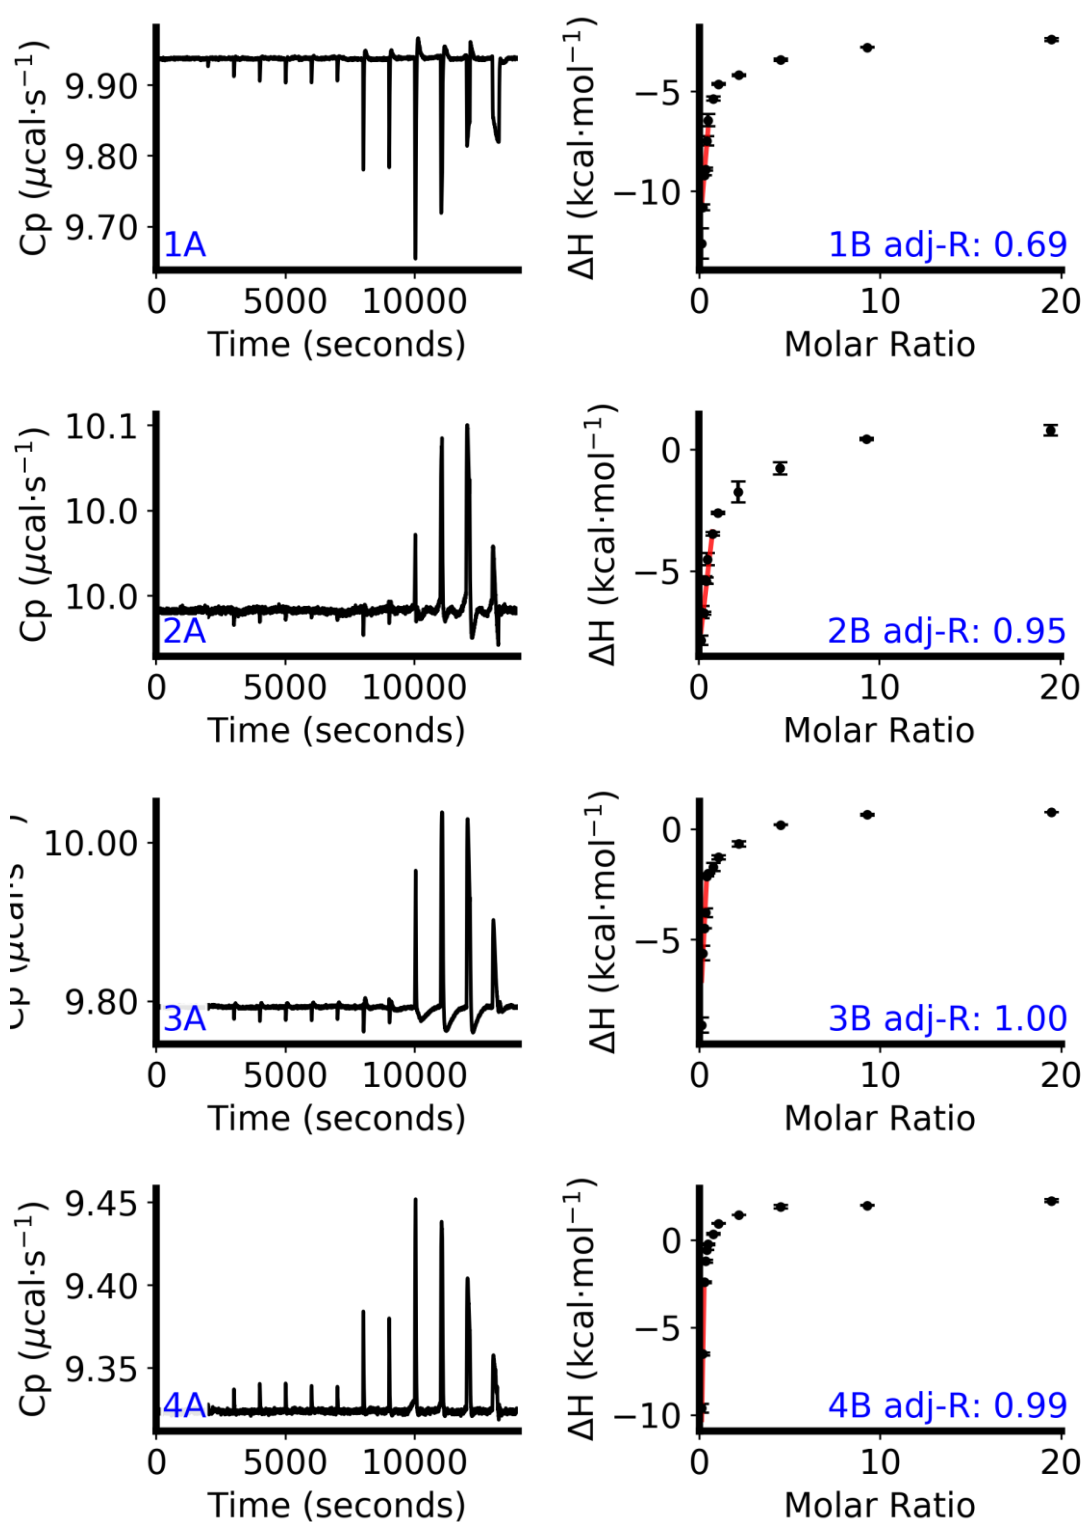 Cp (μcal·s⁻¹)
9.90
9.80
9.70
1A
0 5000 10000
Time (seconds)
ΔH (kcal·mol⁻¹)
−5
−10
1B adj-R: 0.69
0 10 20
Molar Ratio
Cp (μcal·s⁻¹)
10.1
10.0
10.0
2A
0 5000 10000
Time (seconds)
ΔH (kcal·mol⁻¹)
0
−5
2B adj-R: 0.95
0 10 20
Molar Ratio
10.00
9.80
3A
0 5000 10000
Time (seconds)
ΔH (kcal·mol⁻¹)
0
−5
3B adj-R: 1.00
0 10 20
Molar Ratio
Cp (μcal·s⁻¹)
9.45
9.40
9.35
4A
0 5000 10000
Time (seconds)
ΔH (kcal·mol⁻¹)
0
−5
−10
4B adj-R: 0.99
0 10 20
Molar Ratio